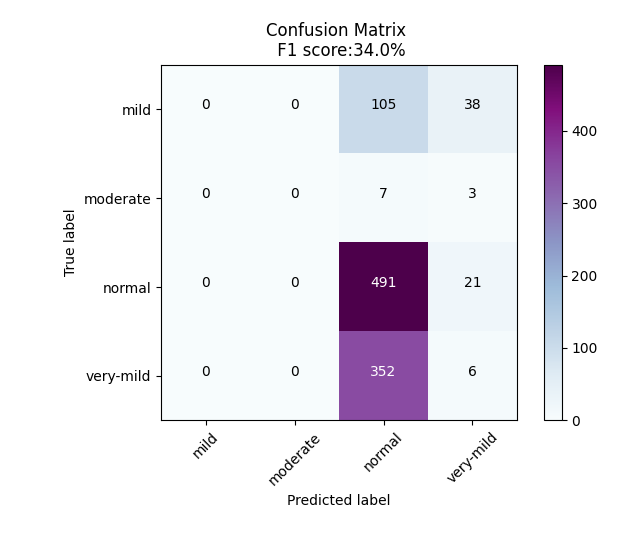 Confusion Matrix
F1 score:34.0%
True label
mild 0 0 105 38
moderate 0 0 7 3
normal 0 0 491 21
very-mild 0 0 352 6
mild moderate normal very-mild
Predicted label
400
300
200
100
0